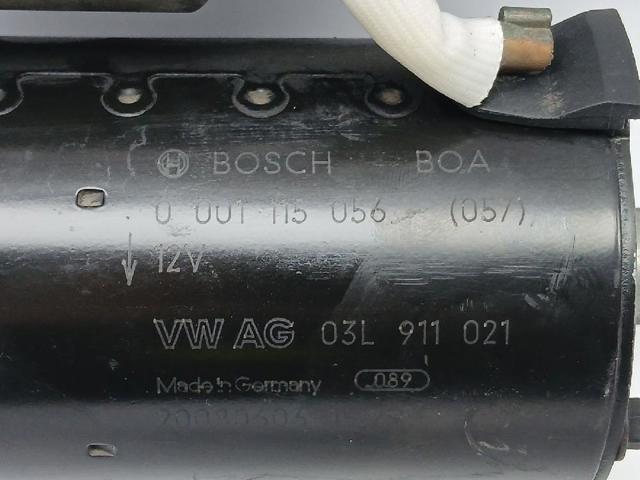 BOSCH BOA
0 001 115 056 (057)
12V
VW AG 03L 911 021
Made in Germany 089